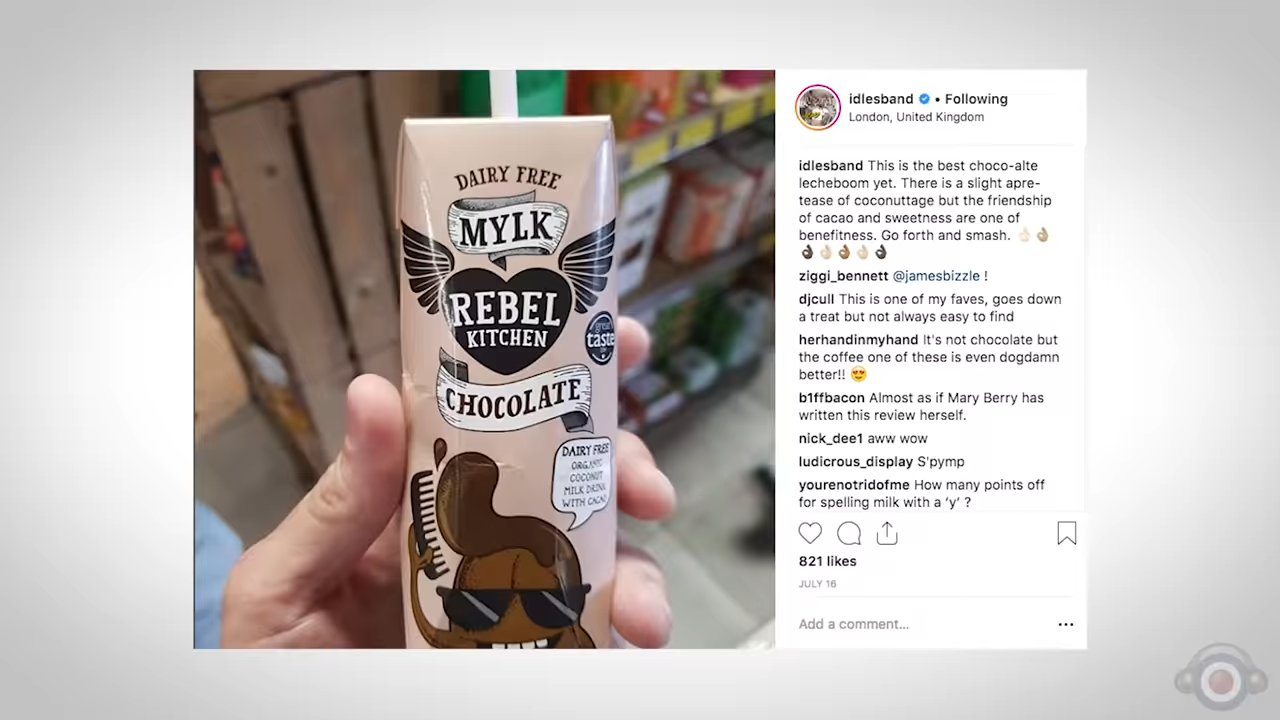 DAIRY FREE
MYLK
REBEL
KITCHEN
great
taste
CHOCOLATE
DAIRY FREE
ORGANIC
COCONUT
MILK DRINK
WITH CACAO
idlesband • Following
London, United Kingdom
idlesband This is the best choco-alte
lecheboom yet. There is a slight apre-
tease of coconuttage but the friendship
of cacao and sweetness are one of
benefitness. Go forth and smash. 👌🏻👌🏽
👌🏿👌🏼👌🏾👌🏼👌🏿
ziggi_bennett @jamesbizzle !
djcull This is one of my faves, goes down
a treat but not always easy to find
herhandinmyhand It's not chocolate but
the coffee one of these is even dogdamn
better!! 😍
b1ffbacon Almost as if Mary Berry has
written this review herself.
nick_dee1 aww wow
ludicrous_display S'pymp
yourenotridofme How many points off
for spelling milk with a ‘y’ ?
821 likes
JULY 16
Add a comment...